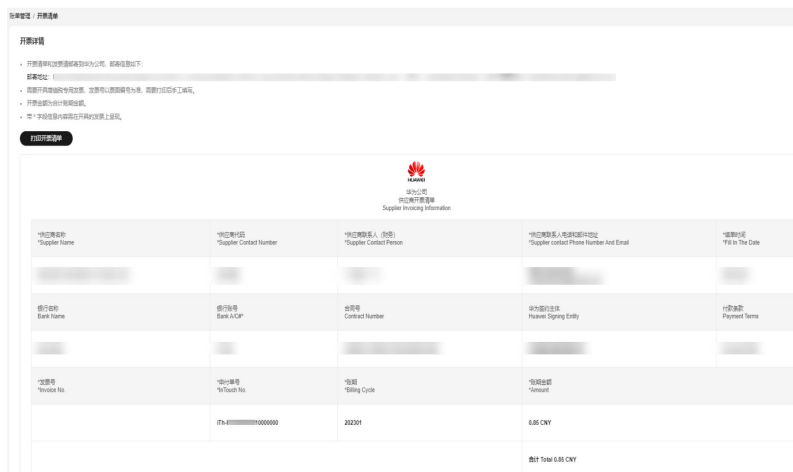 账单管理 / 开票清单
开票详情
• 开票清单和发票请邮寄到华为公司，邮寄信息如下：
邮寄地址：
• 需要开具增值税专用发票，发票号以票面编号为准，需要打印后手工填写。
• 开票金额为合计账期金额。
• 带 * 字段信息内容需在开具的发票上呈现。
打印开票清单
HUAWEI
华为公司
供应商开票清单
Supplier Invoicing Information
*供应商名称 *供应商代码 *供应商联系人（财务） *供应商联系人电话和邮件地址 *填单时间
*Supplier Name *Supplier Contact Number *Supplier Contact Person *Supplier contact Phone Number And Email *Fill In The Date
银行名称 银行账号 合同号 华为签约主体 付款条款
Bank Name Bank A/C#* Contract Number Huawei Signing Entity Payment Terms
*发票号 *华付单号 *账期 *账期金额
*Invoice No. *InTouch No. *Billing Cycle *Amount
iTh- 10000000 202301 0.05 CNY
合计 Total 0.05 CNY